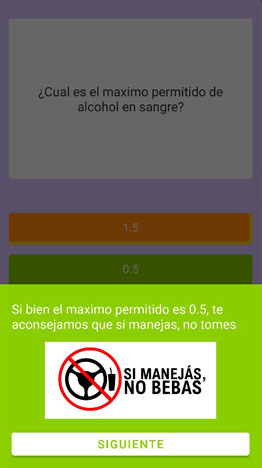 ¿Cual es el maximo permitido de
alcohol en sangre?
1.5
0.5
Si bien el maximo permitido es 0.5, te
aconsejamos que si manejas, no tomes
SI MANEJÁS,
NO BEBAS
SIGUIENTE